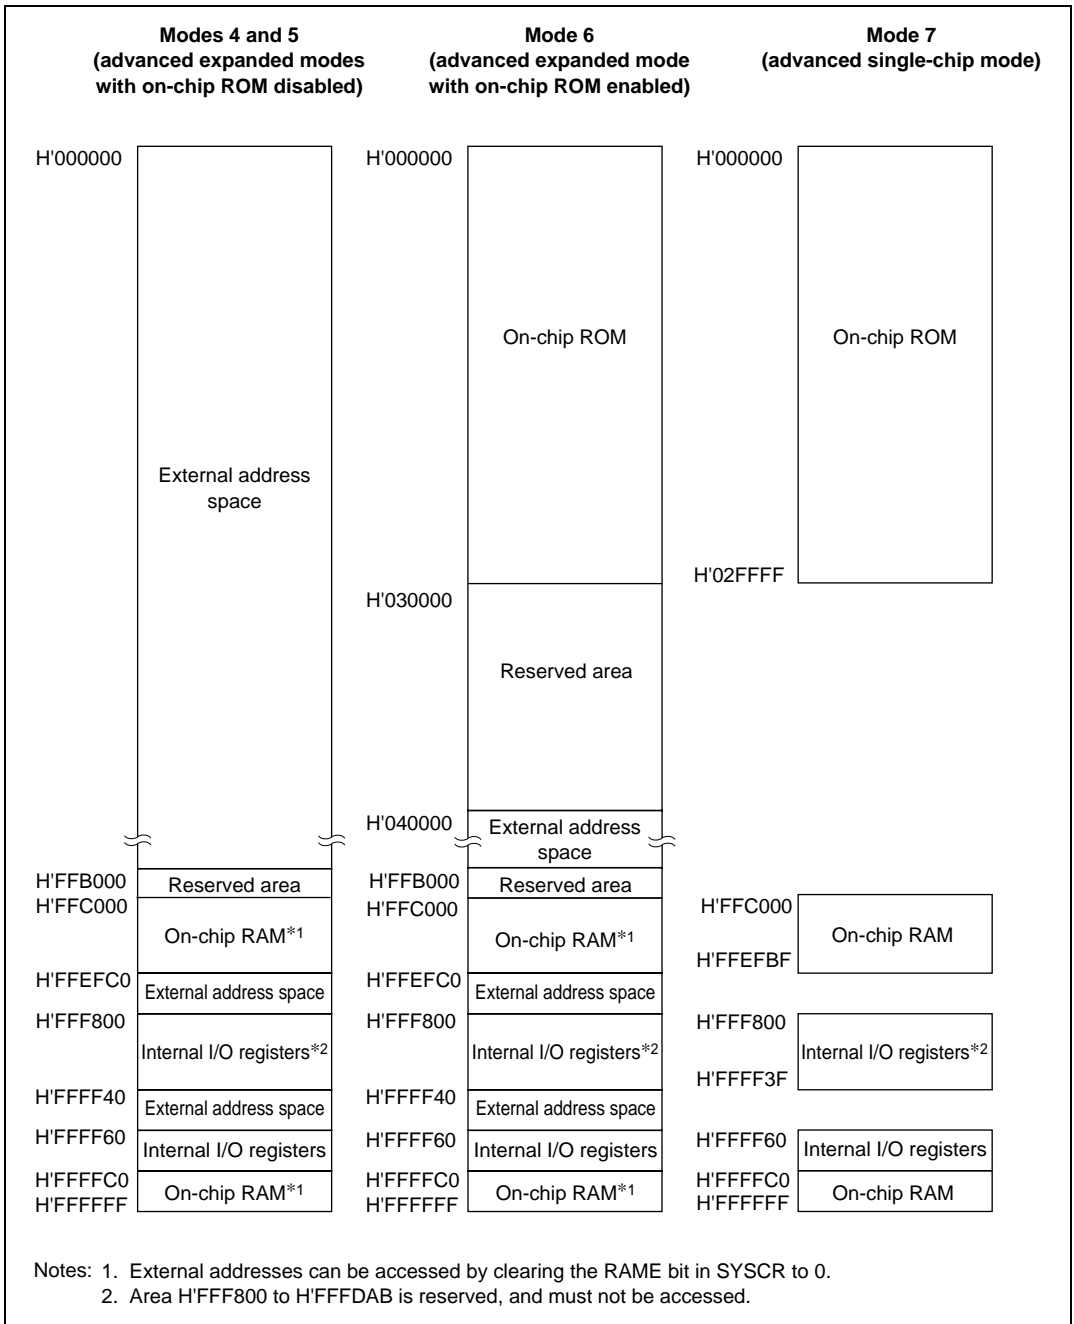 Modes 4 and 5
(advanced expanded modes
with on-chip ROM disabled)
Mode 6
(advanced expanded mode
with on-chip ROM enabled)
Mode 7
(advanced single-chip mode)
H'000000
External address
space
H'FFB000
Reserved area
H'FFC000
On-chip RAM*1
H'FFEFC0
External address space
H'FFF800
Internal I/O registers*2
H'FFFF40
External address space
H'FFFF60
Internal I/O registers
H'FFFFC0
On-chip RAM*1
H'FFFFFF
H'000000
On-chip ROM
H'030000
Reserved area
H'040000
External address
space
H'FFB000
Reserved area
H'FFC000
On-chip RAM*1
H'FFEFC0
External address space
H'FFF800
Internal I/O registers*2
H'FFFF40
External address space
H'FFFF60
Internal I/O registers
H'FFFFC0
On-chip RAM*1
H'FFFFFF
H'000000
On-chip ROM
H'02FFFF
H'FFC000
On-chip RAM
H'FFEFBF
H'FFF800
Internal I/O registers*2
H'FFFF3F
H'FFFF60
Internal I/O registers
H'FFFFC0
On-chip RAM
H'FFFFFF
Notes: 1. External addresses can be accessed by clearing the RAME bit in SYSCR to 0.
2. Area H'FFF800 to H'FFFDAB is reserved, and must not be accessed.